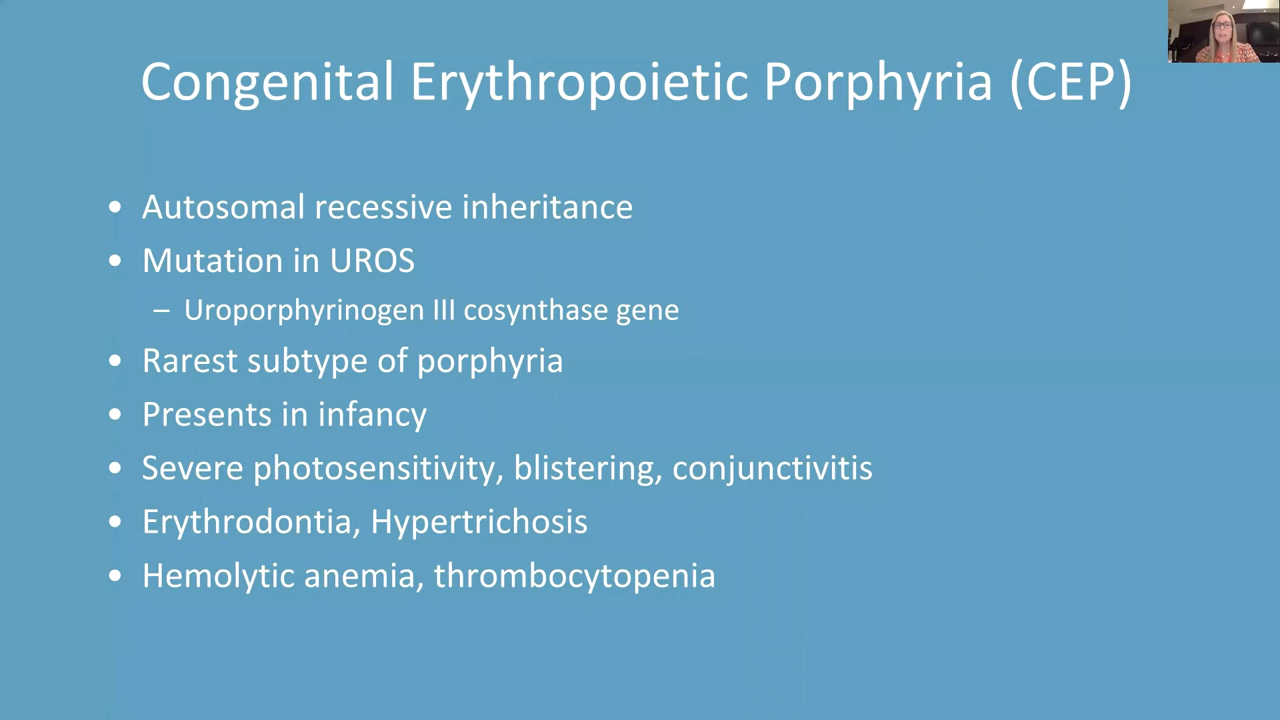 Congenital Erythropoietic Porphyria (CEP)
• Autosomal recessive inheritance
• Mutation in UROS
– Uroporphyrinogen III cosynthase gene
• Rarest subtype of porphyria
• Presents in infancy
• Severe photosensitivity, blistering, conjunctivitis
• Erythrodontia, Hypertrichosis
• Hemolytic anemia, thrombocytopenia